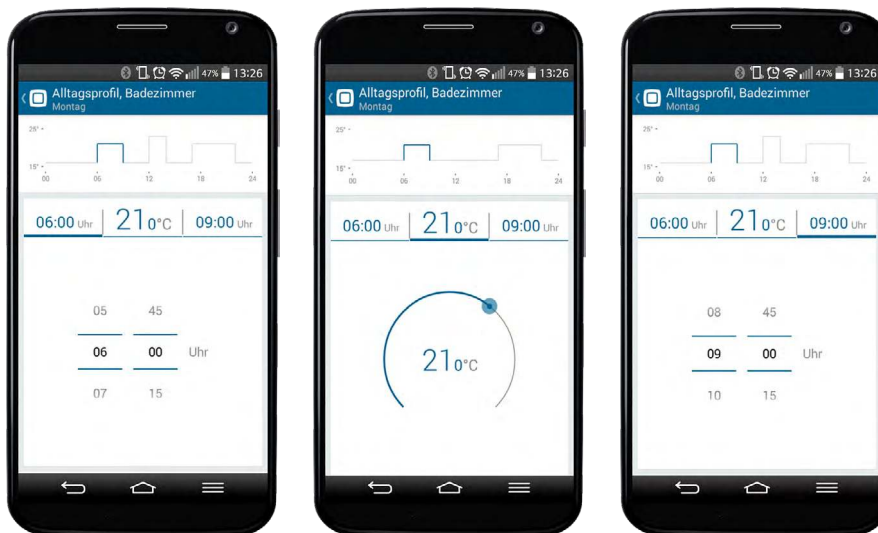 47% 13:26
Alltagsprofil, Badezimmer
Montag
25°
15°
00 06 12 18 24
06:00 Uhr 21 0°C 09:00 Uhr
05 45
06 00 Uhr
07 15
47% 13:26
Alltagsprofil, Badezimmer
Montag
25°
15°
00 06 12 18 24
06:00 Uhr 21 0°C 09:00 Uhr
21 0°C
47% 13:26
Alltagsprofil, Badezimmer
Montag
25°
15°
00 06 12 18 24
06:00 Uhr 21 0°C 09:00 Uhr
08 45
09 00 Uhr
10 15